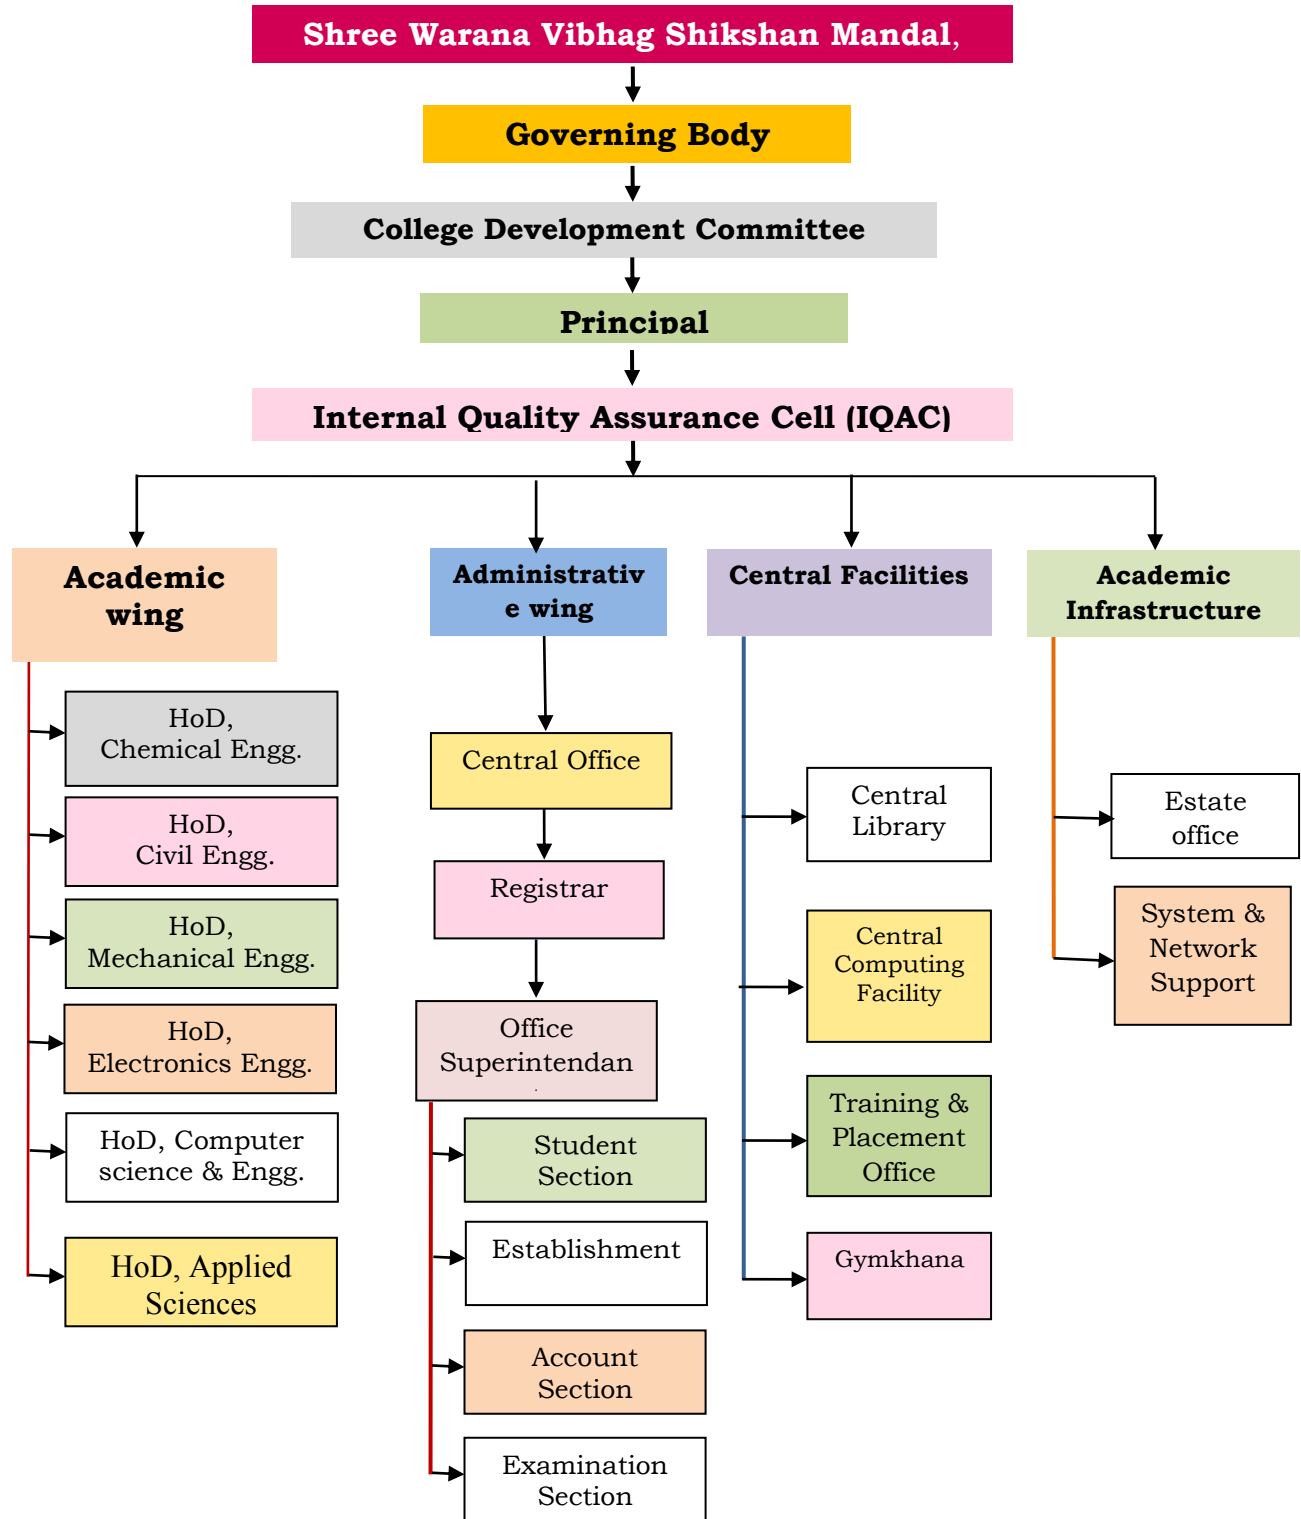 Shree Warana Vibhag Shikshan Mandal,
Governing Body
College Development Committee
Principal
Internal Quality Assurance Cell (IQAC)
Academic
wing
HoD,
Chemical Engg.
HoD,
Civil Engg.
HoD,
Mechanical Engg.
HoD,
Electronics Engg.
HoD, Computer
science & Engg.
HoD, Applied
Sciences
Administrativ
e wing
Central Office
Registrar
Office
Superintendan
Student
Section
Establishment
Account
Section
Examination
Section
Central Facilities
Central
Library
Central
Computing
Facility
Training &
Placement
Office
Gymkhana
Academic
Infrastructure
Estate
office
System &
Network
Support